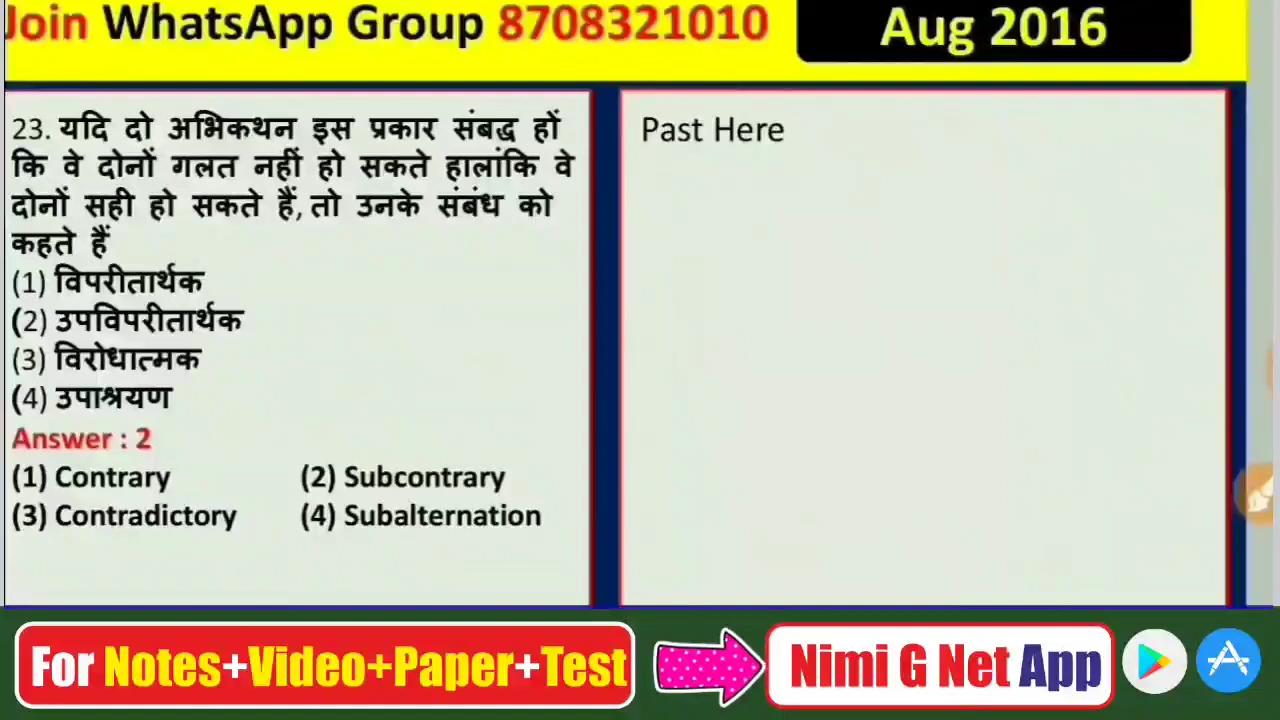 Join WhatsApp Group 8708321010
Aug 2016
23. यदि दो अभिकथन इस प्रकार संबद्ध हों
कि वे दोनों गलत नहीं हो सकते हालांकि वे
दोनों सही हो सकते हैं, तो उनके संबंध को
कहते हैं
(1) विपरीतार्थक
(2) उपविपरीतार्थक
(3) विरोधात्मक
(4) उपाश्रयण
Answer : 2
(1) Contrary (2) Subcontrary
(3) Contradictory (4) Subalternation
Past Here
For Notes+Video+Paper+Test
Nimi G Net App